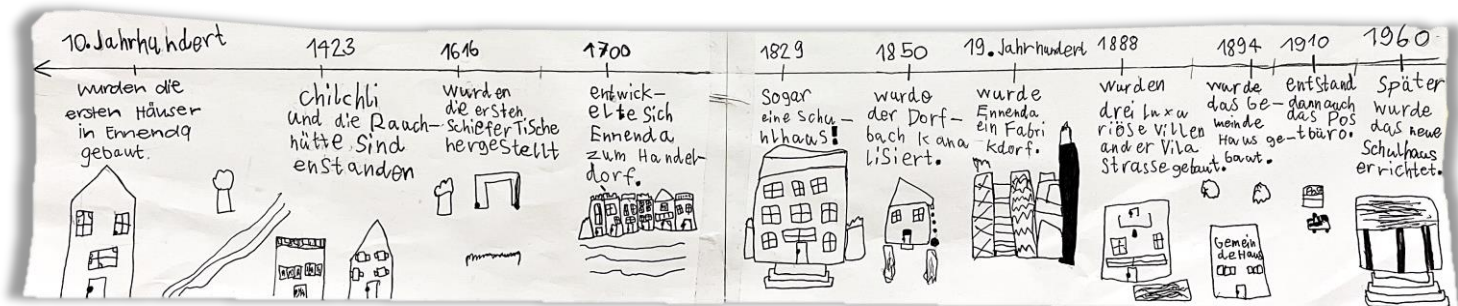 10. Jahrhundert
wurden die
ersten Häuser
in Ennenda
gebaut.
1423
chilchli
und die Rauch-
hütte sind
enstanden
1616
wurden
die ersten
Schiefer Tische
hergestellt
1700
entwick-
elte sich
Ennenda
zum Handel-
dorf.
1829
Sogar
eine schu-
hlhaus!
1850
wurde
der Dorf-
bach kana
lisiert.
19. Jahrhundert
wurde
Ennenda
ein Fabri
kdorf.
1888
wurden
drei luxu
riöse Villen
an der Vila
Strasse gebaut.
1894
wurde
das Ge-
meinde
Haus ge-
baut.
Gemein
de Haus
1910
entstand
dann auch
das Pos
tbüro.
1960
Später
wurde
das neue
Schulhaus
errichtet.